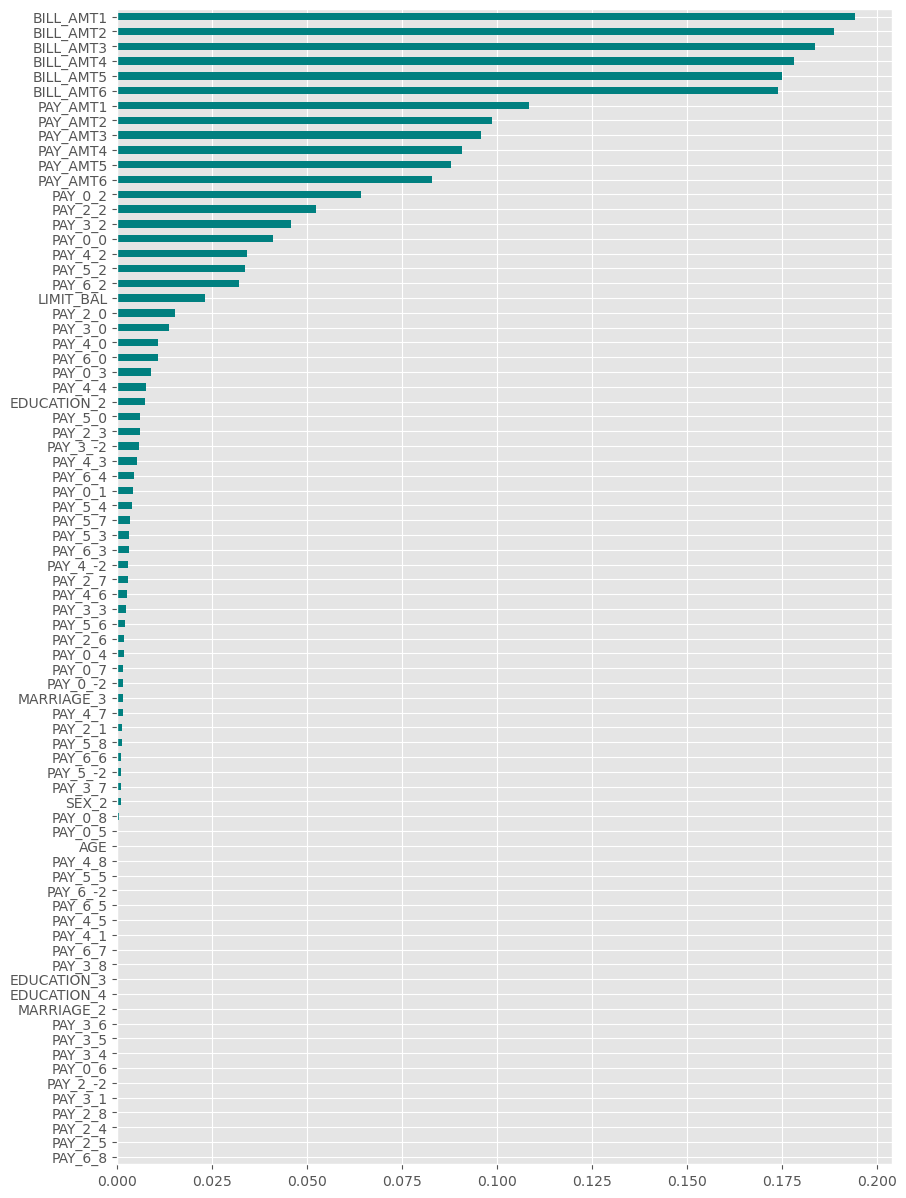 BILL_AMT1
BILL_AMT2
BILL_AMT3
BILL_AMT4
BILL_AMT5
BILL_AMT6
PAY_AMT1
PAY_AMT2
PAY_AMT3
PAY_AMT4
PAY_AMT5
PAY_AMT6
PAY_0_2
PAY_2_2
PAY_3_2
PAY_0_0
PAY_4_2
PAY_5_2
PAY_6_2
LIMIT_BAL
PAY_2_0
PAY_3_0
PAY_4_0
PAY_6_0
PAY_0_3
PAY_4_4
EDUCATION_2
PAY_5_0
PAY_2_3
PAY_3_-2
PAY_4_3
PAY_6_4
PAY_0_1
PAY_5_4
PAY_5_7
PAY_5_3
PAY_6_3
PAY_4_-2
PAY_2_7
PAY_4_6
PAY_3_3
PAY_5_6
PAY_2_6
PAY_0_4
PAY_0_7
PAY_0_-2
MARRIAGE_3
PAY_4_7
PAY_2_1
PAY_5_8
PAY_6_6
PAY_5_-2
PAY_3_7
SEX_2
PAY_0_8
PAY_0_5
AGE
PAY_4_8
PAY_5_5
PAY_6_-2
PAY_6_5
PAY_4_5
PAY_4_1
PAY_6_7
PAY_3_8
EDUCATION_3
EDUCATION_4
MARRIAGE_2
PAY_3_6
PAY_3_5
PAY_3_4
PAY_0_6
PAY_2_-2
PAY_3_1
PAY_2_8
PAY_2_4
PAY_2_5
PAY_6_8
0.000 0.025 0.050 0.075 0.100 0.125 0.150 0.175 0.200